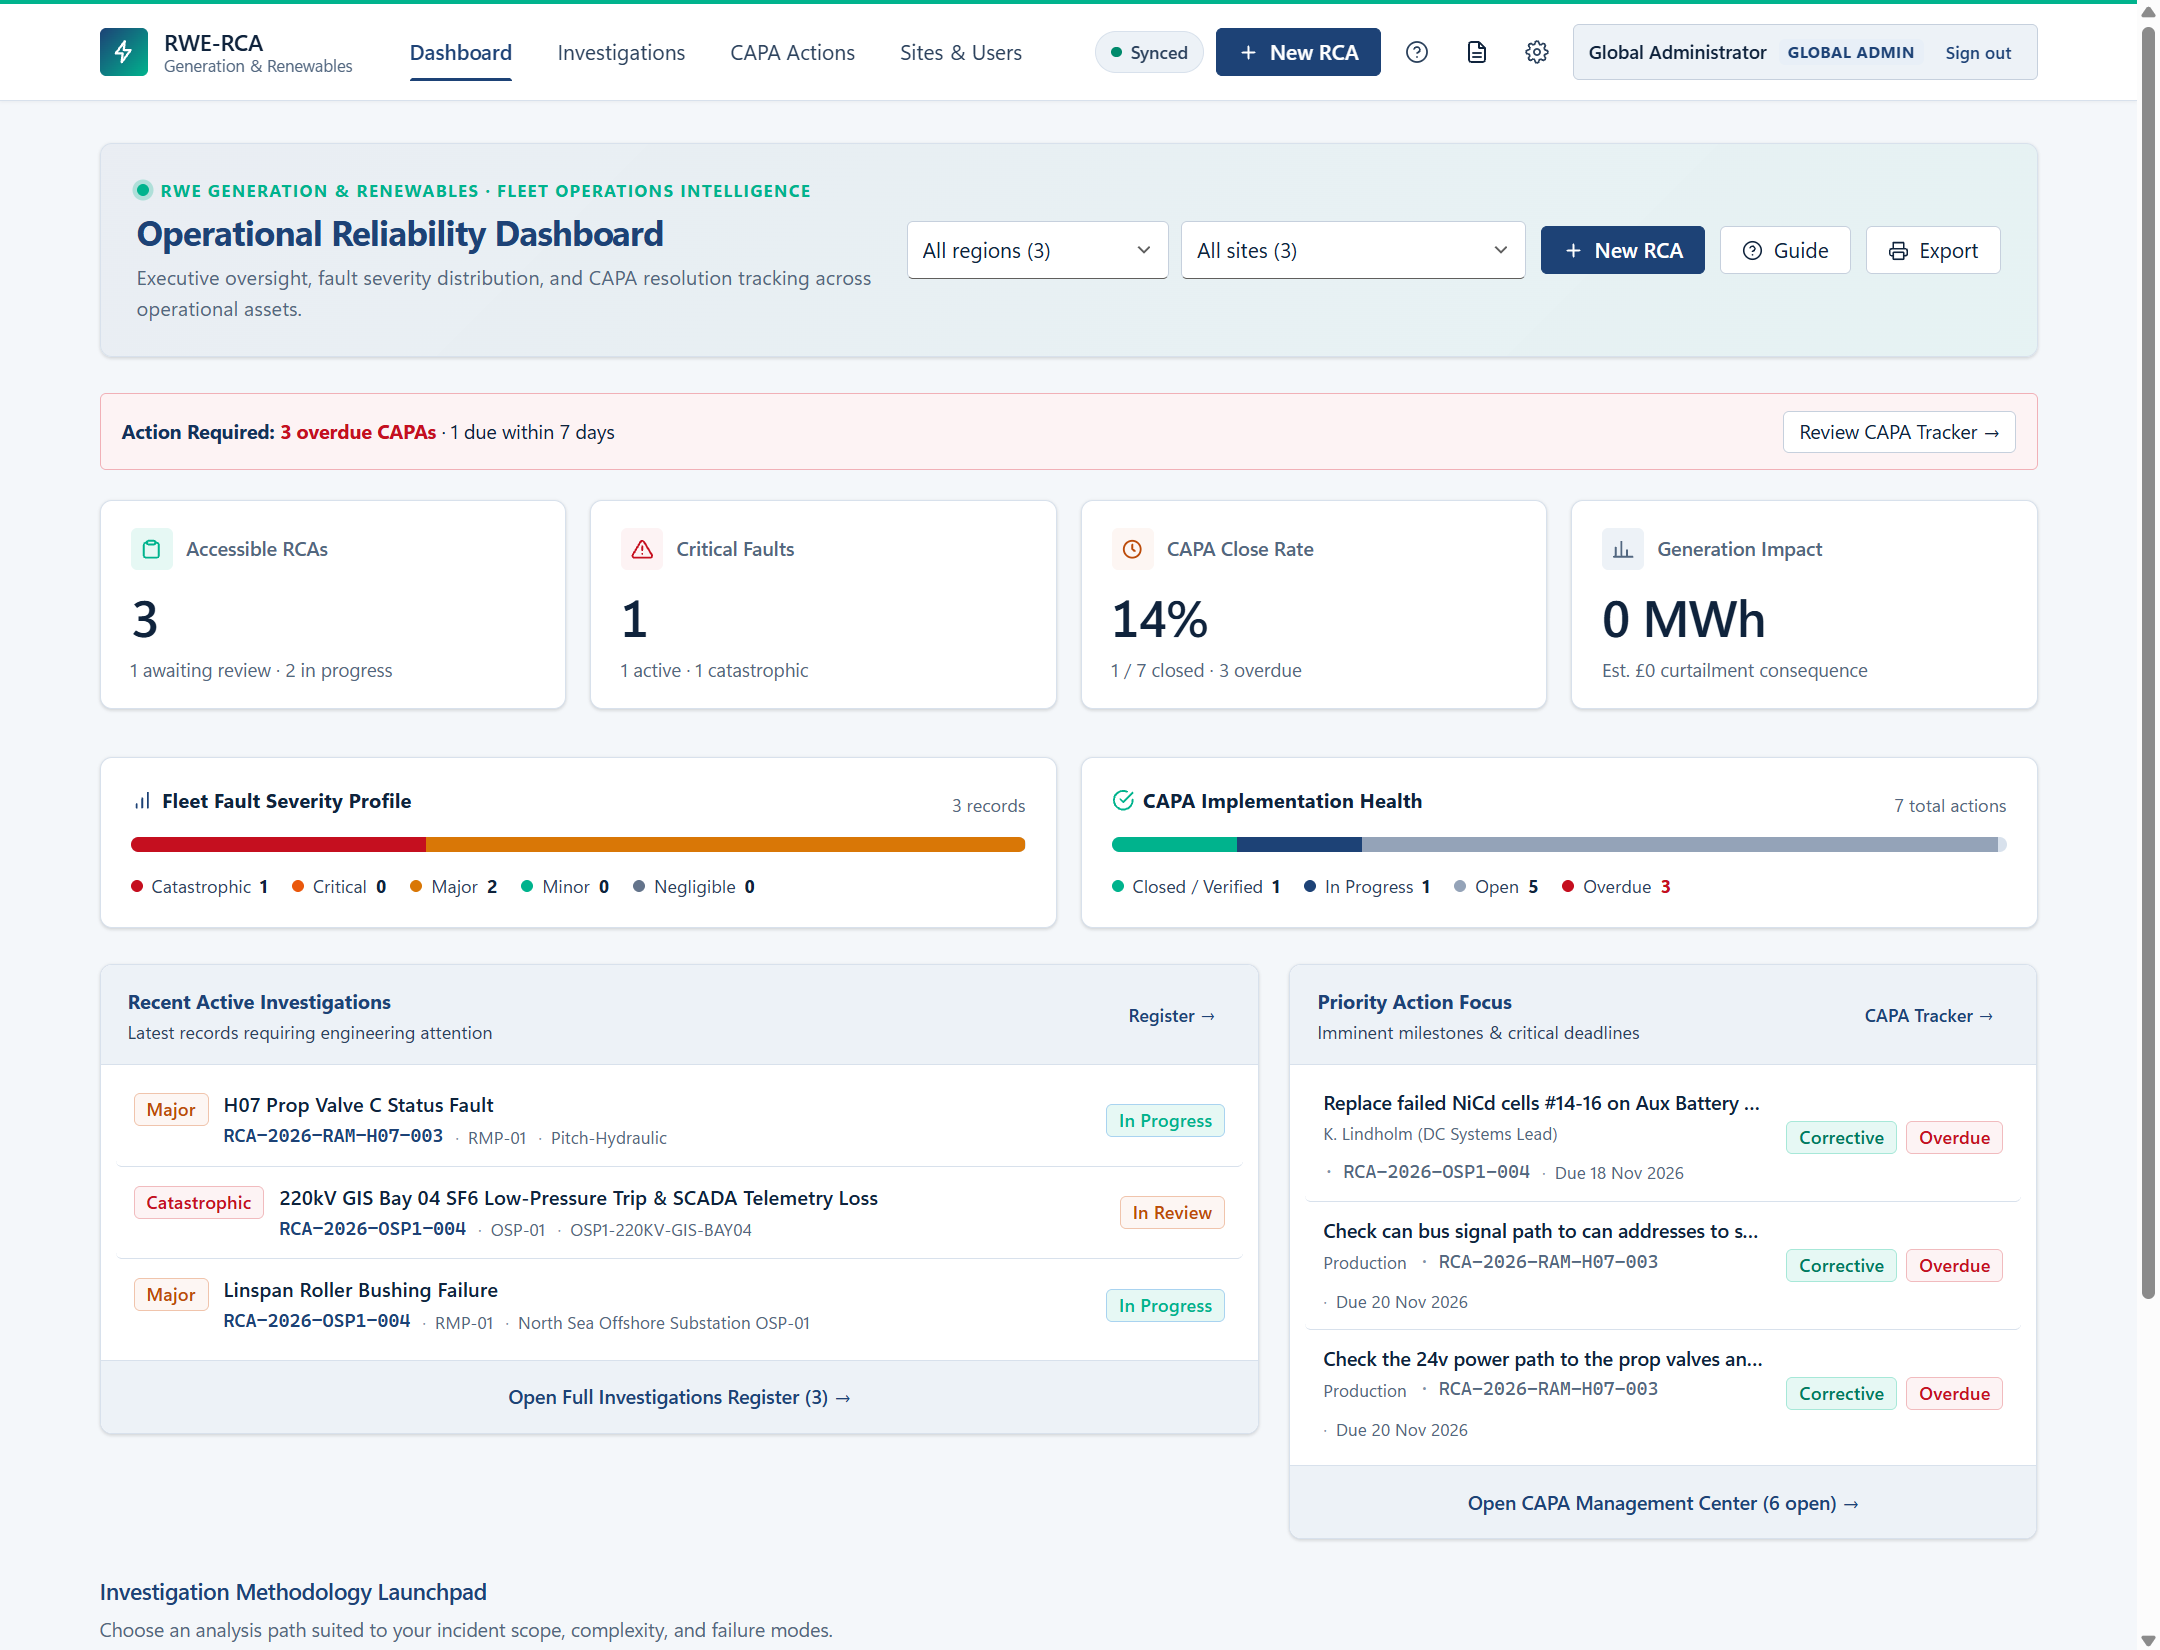 RWE-RCA
Generation & Renewables
Dashboard
Investigations
CAPA Actions
Sites & Users
Synced
+ New RCA
Global Administrator GLOBAL ADMIN Sign out
RWE GENERATION & RENEWABLES · FLEET OPERATIONS INTELLIGENCE
Operational Reliability Dashboard
Executive oversight, fault severity distribution, and CAPA resolution tracking across
operational assets.
All regions (3)
All sites (3)
+ New RCA
Guide
Export
Action Required: 3 overdue CAPAs · 1 due within 7 days
Review CAPA Tracker →
Accessible RCAs
3
1 awaiting review · 2 in progress
Critical Faults
1
1 active · 1 catastrophic
CAPA Close Rate
14%
1 / 7 closed · 3 overdue
Generation Impact
0 MWh
Est. £0 curtailment consequence
Fleet Fault Severity Profile
3 records
Catastrophic 1 Critical 0 Major 2 Minor 0 Negligible 0
CAPA Implementation Health
7 total actions
Closed / Verified 1 In Progress 1 Open 5 Overdue 3
Recent Active Investigations
Latest records requiring engineering attention
Register →
Major
H07 Prop Valve C Status Fault
RCA-2026-RAM-H07-003 · RMP-01 · Pitch-Hydraulic
In Progress
Catastrophic
220kV GIS Bay 04 SF6 Low-Pressure Trip & SCADA Telemetry Loss
RCA-2026-OSP1-004 · OSP-01 · OSP1-220KV-GIS-BAY04
In Review
Major
Linspan Roller Bushing Failure
RCA-2026-OSP1-004 · RMP-01 · North Sea Offshore Substation OSP-01
In Progress
Open Full Investigations Register (3) →
Priority Action Focus
Imminent milestones & critical deadlines
CAPA Tracker →
Replace failed NiCd cells #14-16 on Aux Battery ...
K. Lindholm (DC Systems Lead)
· RCA-2026-OSP1-004 · Due 18 Nov 2026
Corrective
Overdue
Check can bus signal path to can addresses to s...
Production · RCA-2026-RAM-H07-003
· Due 20 Nov 2026
Corrective
Overdue
Check the 24v power path to the prop valves an...
Production · RCA-2026-RAM-H07-003
· Due 20 Nov 2026
Corrective
Overdue
Open CAPA Management Center (6 open) →
Investigation Methodology Launchpad
Choose an analysis path suited to your incident scope, complexity, and failure modes.